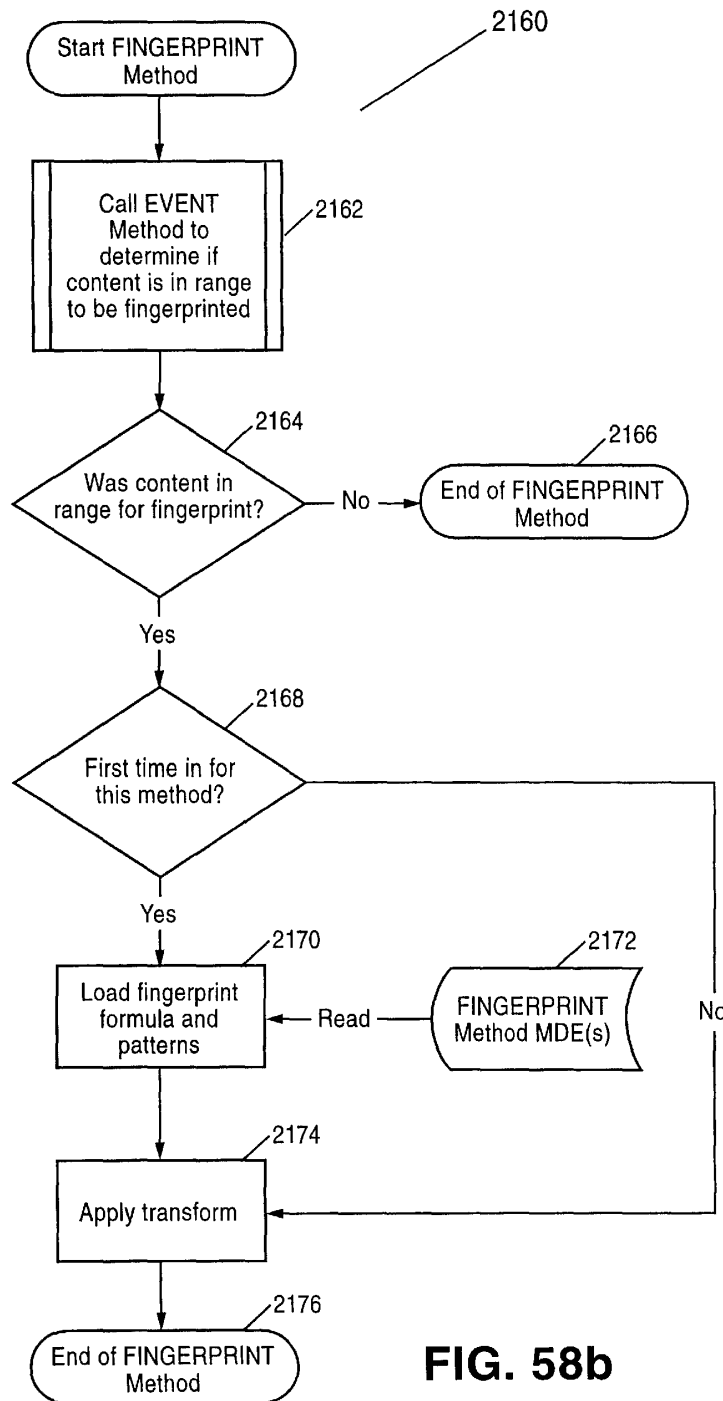 2160
Start FINGERPRINT
Method
Call EVENT
Method to
determine if
content is in range
to be fingerprinted
2162
2164
Was content in
range for fingerprint?
No
2166
End of FINGERPRINT
Method
Yes
2168
First time in for
this method?
Yes
2170
Load fingerprint
formula and
patterns
Read
2172
FINGERPRINT
Method MDE(s)
No
2174
Apply transform
2176
End of FINGERPRINT
Method
FIG. 58b